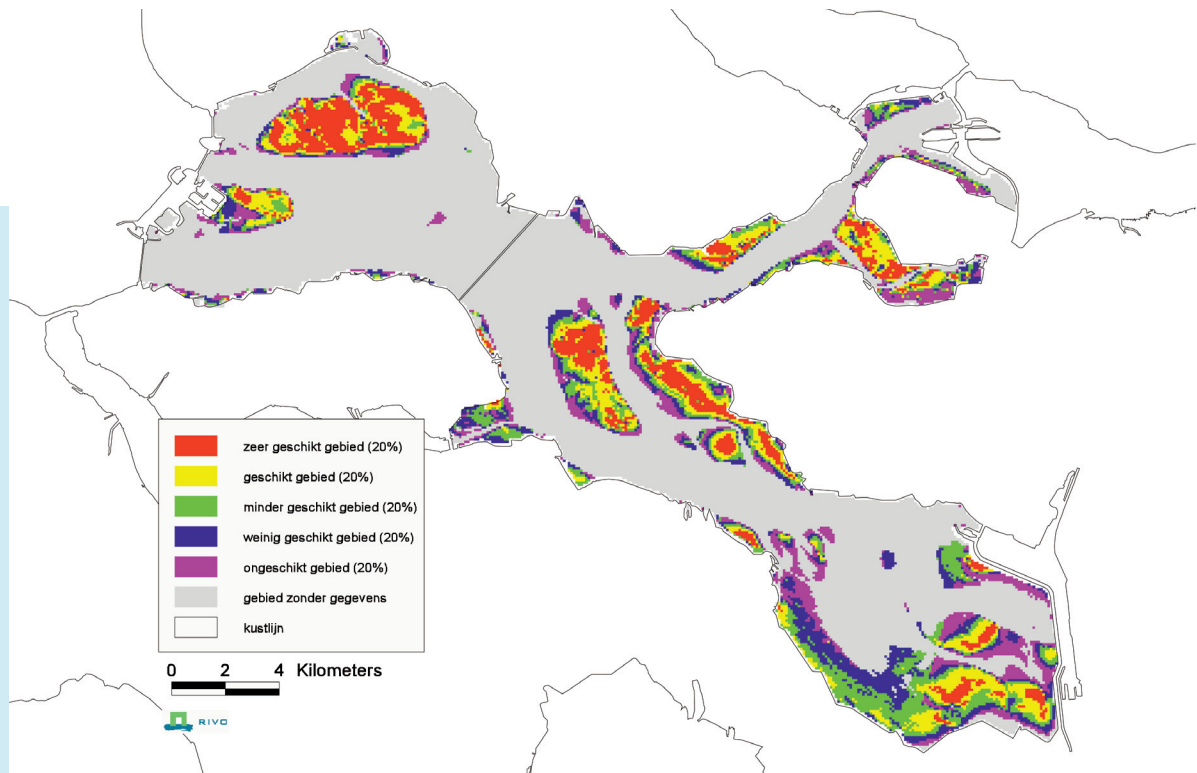 zeer geschikt gebied (20%)
geschikt gebied (20%)
minder geschikt gebied (20%)
weinig geschikt gebied (20%)
ongeschikt gebied (20%)
gebied zonder gegevens
kustlijn
0 2 4 Kilometers
RIVO